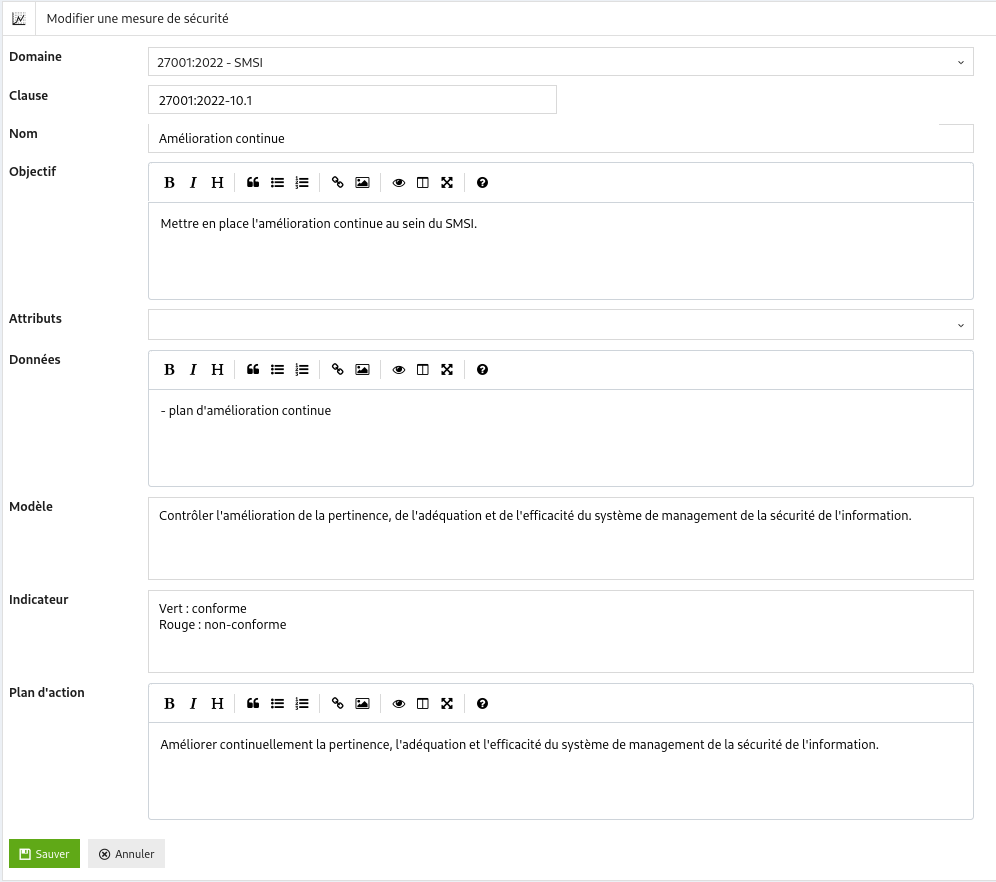 Modifier une mesure de sécurité
Domaine
27001:2022 - SMSI
Clause
27001:2022-10.1
Nom
Amélioration continue
Objectif
B I H
Mettre en place l'amélioration continue au sein du SMSI.
Attributs
Données
B I H
- plan d'amélioration continue
Modèle
Contrôler l'amélioration de la pertinence, de l'adéquation et de l'efficacité du système de management de la sécurité de l'information.
Indicateur
Vert : conforme
Rouge : non-conforme
Plan d'action
B I H
Améliorer continuellement la pertinence, l'adéquation et l'efficacité du système de management de la sécurité de l'information.
Sauver Annuler